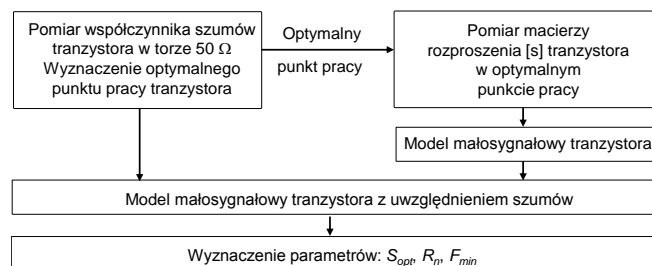 Pomiar współczynnika szumów
tranzystora w torze 50 Ω
Wyznaczenie optymalnego
punktu pracy tranzystora
Optymalny
punkt pracy
Pomiar macierzy
rozproszenia [s] tranzystora
w optymalnym
punkcie pracy
Model małosygnałowy tranzystora
Model małosygnałowy tranzystora z uwzględnieniem szumów
Wyznaczenie parametrów: Sopt, Rn, Fmin